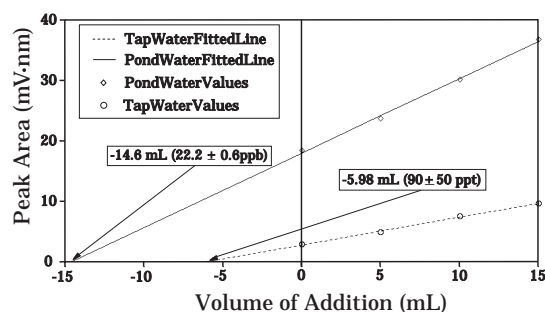 40
30
20
10
0
Peak Area (mV·nm)
TapWaterFittedLine
PondWaterFittedLine
PondWaterValues
TapWaterValues
-14.6 mL (22.2 ± 0.6ppb)
-5.98 mL (90 ± 50 ppt)
-15 -10 -5 0 5 10 15
Volume of Addition (mL)